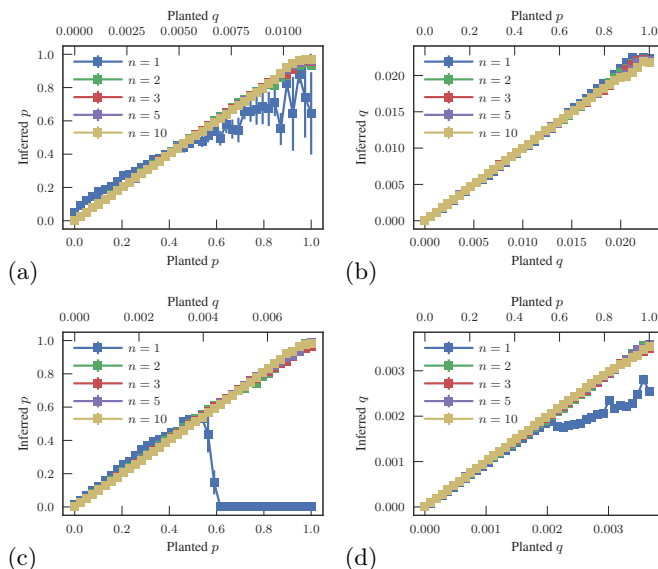 Planted q
0.0000 0.0025 0.0050 0.0075 0.0100
1.0
0.8
0.6
0.4
0.2
0.0
Inferred p
n = 1
n = 2
n = 3
n = 5
n = 10
0.0 0.2 0.4 0.6 0.8 1.0
Planted p
(a)
Planted p
0.0 0.2 0.4 0.6 0.8 1.0
0.020
0.015
0.010
0.005
0.000
Inferred q
n = 1
n = 2
n = 3
n = 5
n = 10
0.000 0.005 0.010 0.015 0.020
Planted q
(b)
Planted q
0.000 0.002 0.004 0.006
1.0
0.8
0.6
0.4
0.2
0.0
Inferred p
n = 1
n = 2
n = 3
n = 5
n = 10
0.0 0.2 0.4 0.6 0.8 1.0
Planted p
(c)
Planted p
0.0 0.2 0.4 0.6 0.8 1.0
0.003
0.002
0.001
0.000
Inferred q
n = 1
n = 2
n = 3
n = 5
n = 10
0.000 0.001 0.002 0.003
Planted q
(d)